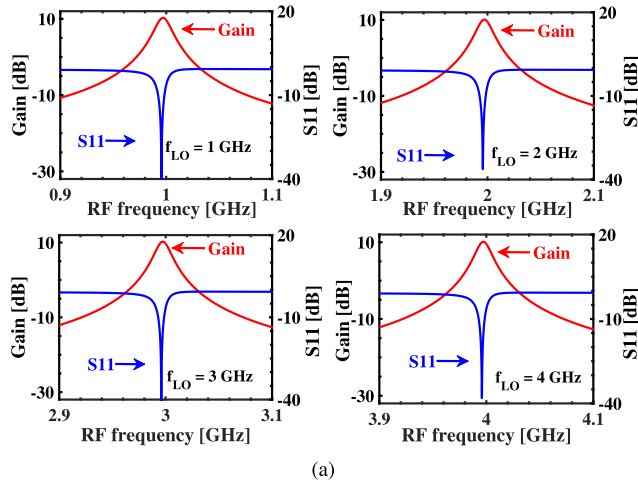 10
-10
-30
Gain [dB]
Gain
S11
f_LO = 1 GHz
20
-10
-40
S11 [dB]
0.9
1
1.1
RF frequency [GHz]
10
-10
-30
Gain [dB]
Gain
S11
f_LO = 2 GHz
20
-10
-40
S11 [dB]
1.9
2
2.1
RF frequency [GHz]
10
-10
-30
Gain [dB]
Gain
S11
f_LO = 3 GHz
20
-10
-40
S11 [dB]
2.9
3
3.1
RF frequency [GHz]
10
-10
-30
Gain [dB]
Gain
S11
f_LO = 4 GHz
20
-10
-40
S11 [dB]
3.9
4
4.1
RF frequency [GHz]
(a)